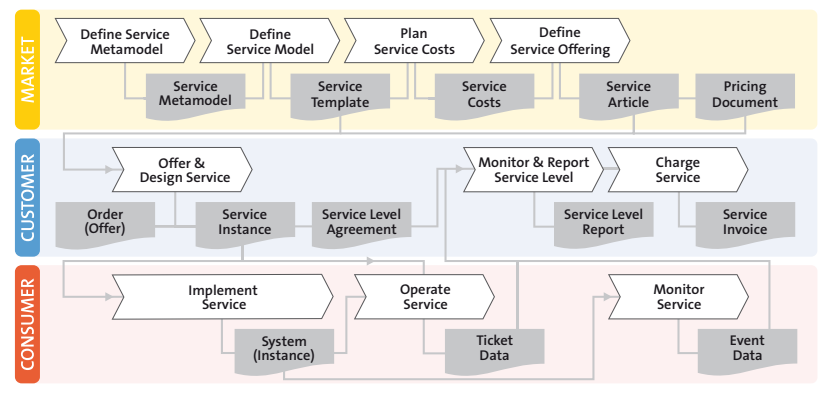 MARKET
Define Service
Metamodel
Define
Service Model
Plan
Service Costs
Define
Service Offering
Service
Metamodel
Service
Template
Service
Costs
Service
Article
Pricing
Document
CUSTOMER
Offer &
Design Service
Monitor & Report
Service Level
Charge
Service
Order
(Offer)
Service
Instance
Service Level
Agreement
Service Level
Report
Service
Invoice
CONSUMER
Implement
Service
Operate
Service
Monitor
Service
System
(Instance)
Ticket
Data
Event
Data